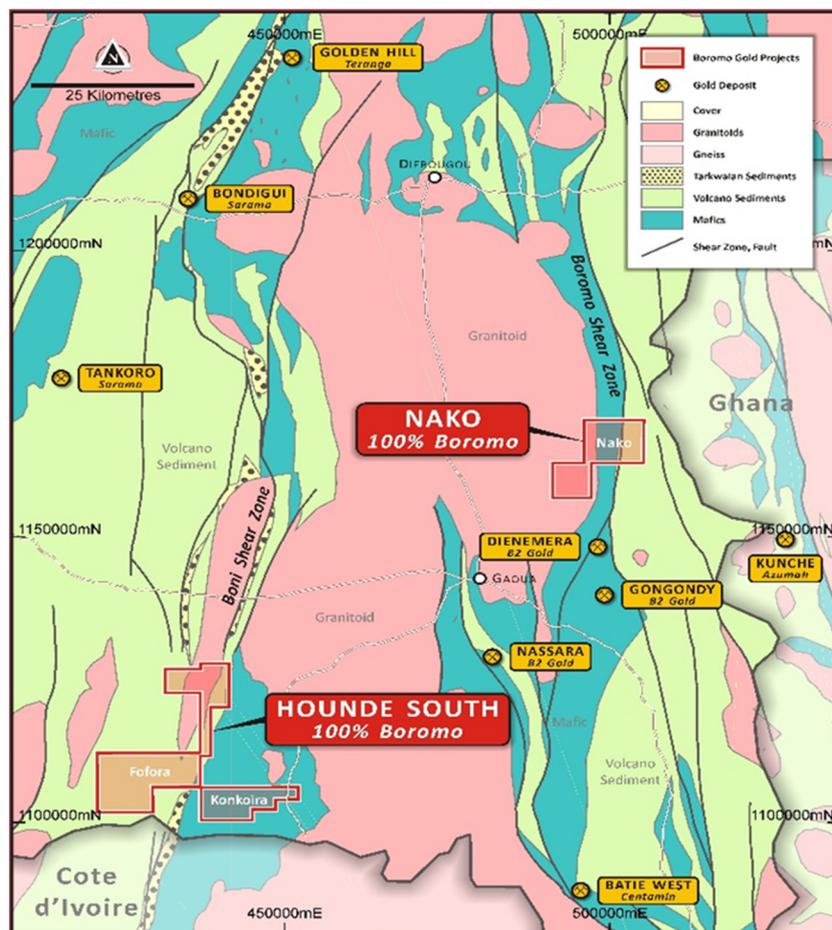 450000mE
500000mE
N
25 Kilometres
GOLDEN HILL
Teranga
Boromo Gold Projects
Gold Deposit
Cover
Granitoids
Gneiss
Tarkwaian Sediments
Volcano Sediments
Mafics
Shear Zone, Fault
Mafic
DIEBOUGOU
BONDIGUI
Sarama
1200000mN
Boromo Shear Zone
Granitoid
TANKORO
Sarama
Ghana
NAKO
100% Boromo
Nako
Volcano
Sediment
Boni Shear Zone
1150000mN
1150000mN
DIENEMERA
B2 Gold
KUNCHE
Azumah
GAOUA
GONGONDY
B2 Gold
Granitoid
NASSARA
B2 Gold
HOUNDE SOUTH
100% Boromo
Mafic
Volcano
Sediment
Fofora
Konkoira
1100000mN
1100000mN
Cote
d'Ivoire
BATIE WEST
Centamin
450000mE
500000mE